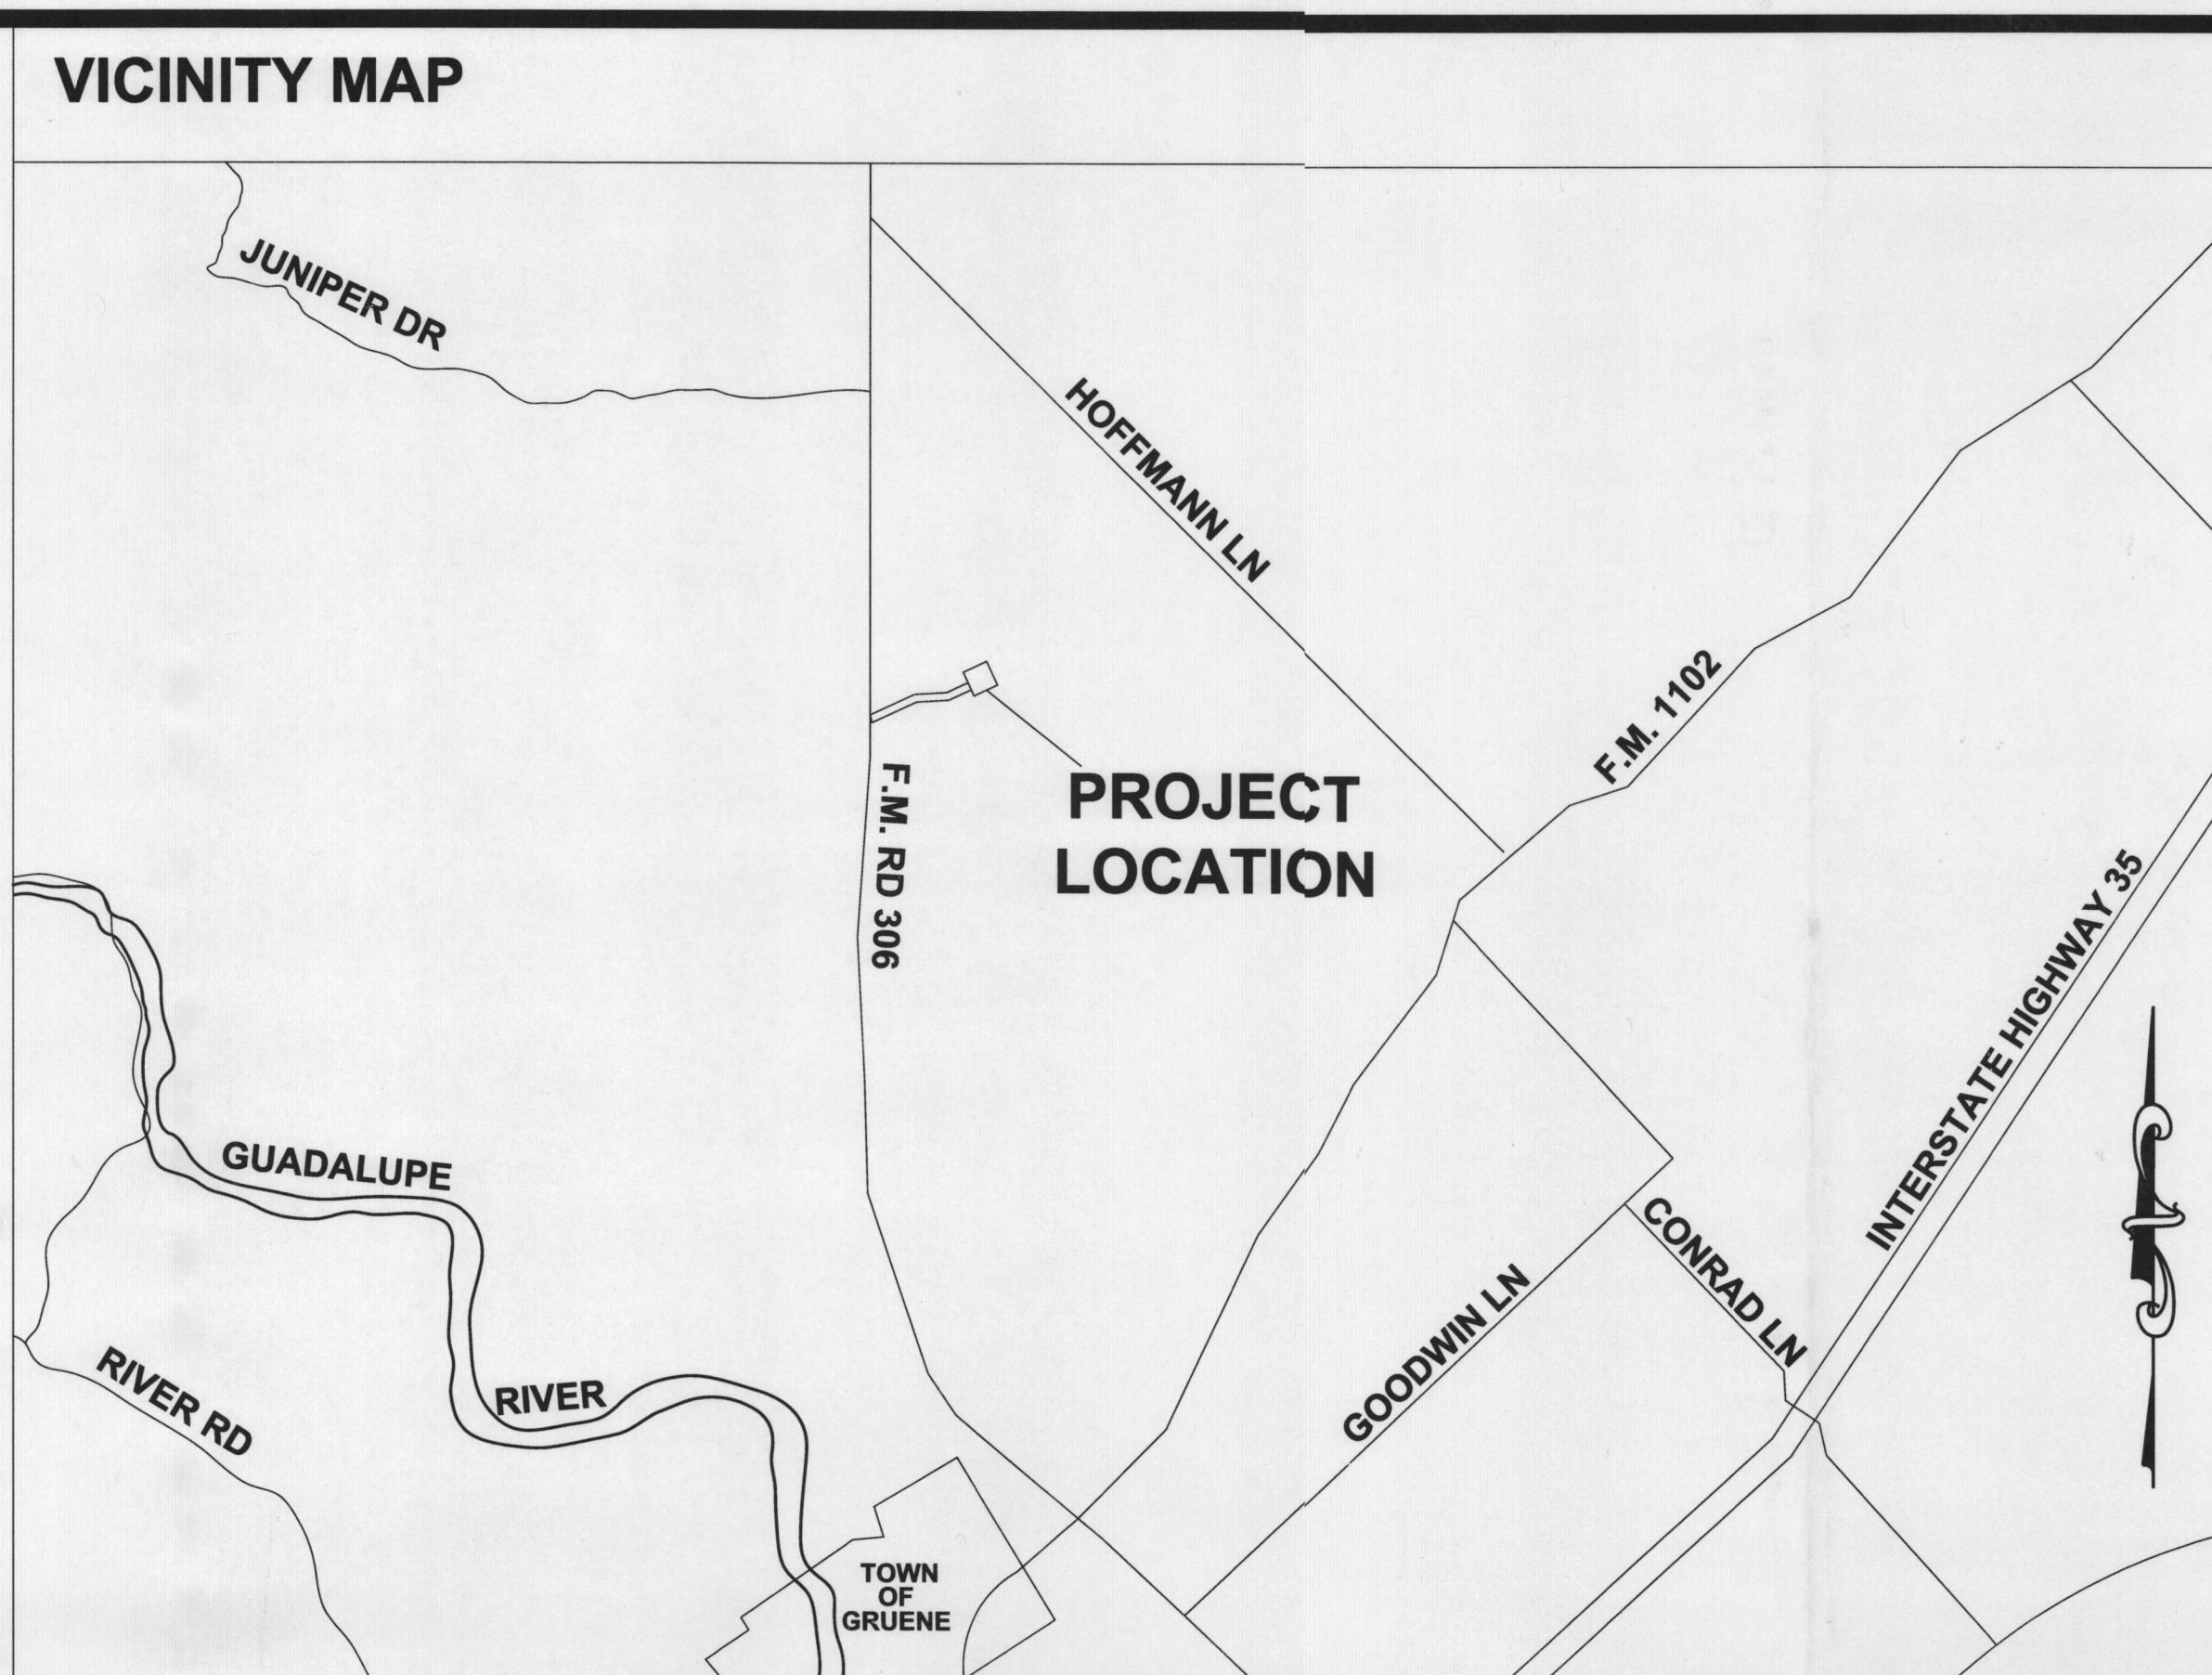 VICINITY MAP
JUNIPER DR
HOFFMANN LN
F.M. 1102
PROJECT
LOCATION
F.M. RD 306
INTERSTATE HIGHWAY 35
GUADALUPE
CONRAD LN
GOODWIN LN
RIVER RD
RIVER
TOWN
OF
GRUENE